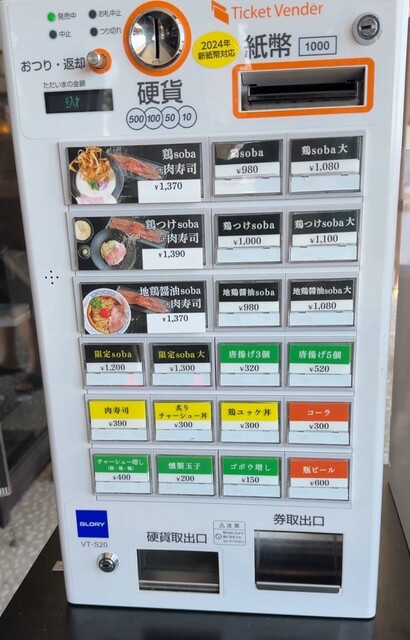 発売中
お札中止
中止
つり切れ
Ticket Vender
2024年
新紙幣対応
紙幣
1000
おつり・返却
ただいまの金額
硬貨
500 100 50 10
鶏soba
+肉寿司
¥1,370
鶏soba
¥980
鶏soba 大
¥1,080
鶏つけsoba
+肉寿司
¥1,390
鶏つけsoba
¥1,000
鶏つけsoba 大
¥1,100
地鶏醤油soba
+肉寿司
¥1,370
地鶏醤油soba
¥980
地鶏醤油soba 大
¥1,080
限定soba
¥1,200
限定soba 大
¥1,300
唐揚げ3個
¥320
唐揚げ5個
¥520
肉寿司
¥390
炙り
チャーシュー丼
¥300
鶏ユッケ丼
¥300
コーラ
¥300
チャーシュー増し
¥400
燻製玉子
¥200
ゴボウ増し
¥150
瓶ビール
¥600
GLORY
VT-S20
硬貨取出口
注意
券取出口